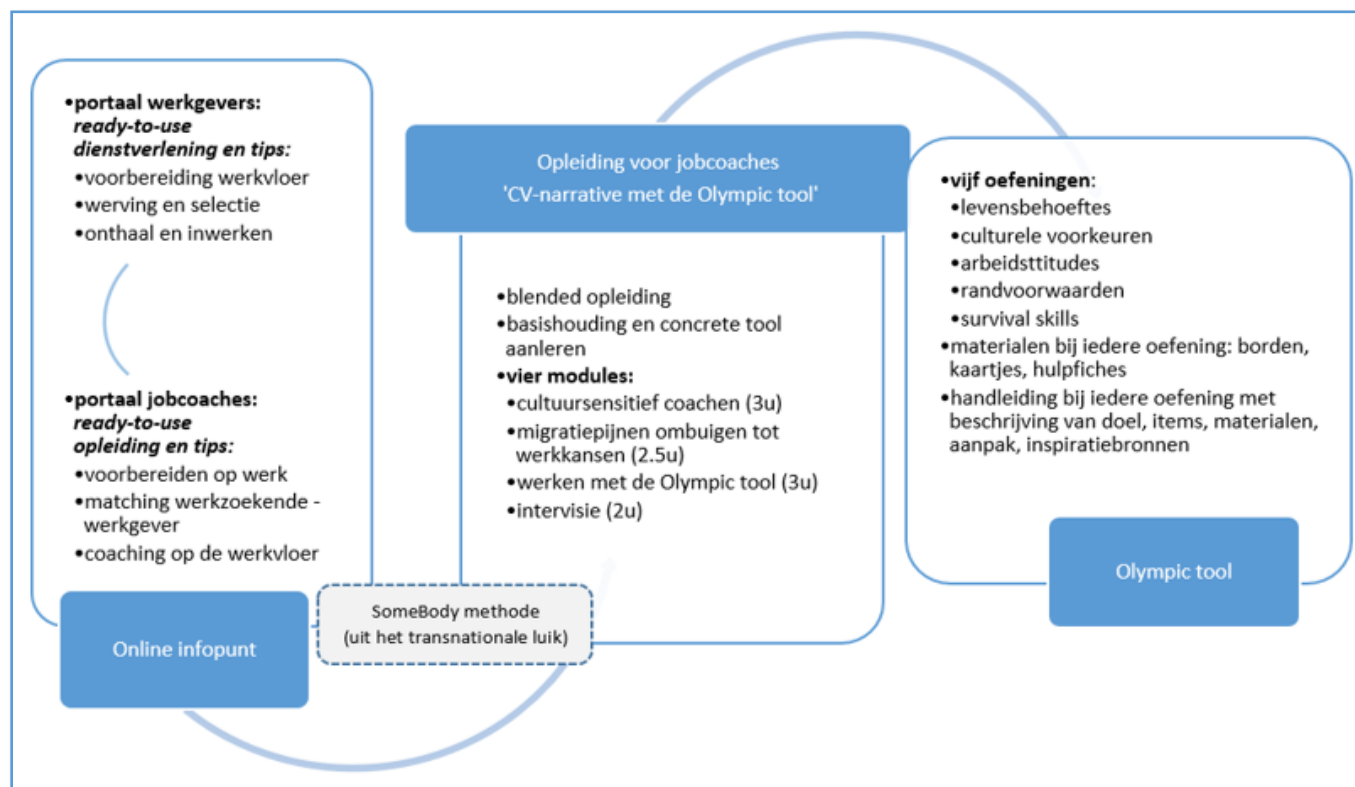 •portaal werkgevers:
ready-to-use
dienstverlening en tips:
•voorbereiding werkvloer
•werving en selectie
•onthaal en inwerken
•portaal jobcoaches:
ready-to-use
opleiding en tips:
•voorbereiden op werk
•matching werkzoekende -
werkgever
•coaching op de werkvloer
Online infopunt
SomeBody methode
(uit het transnationale luik)
Opleiding voor jobcoaches
'CV-narrative met de Olympic tool'
•blended opleiding
•basishouding en concrete tool
aanleren
•vier modules:
•cultuursensitief coachen (3u)
•migratiepijnen ombuigen tot
werkkansen (2.5u)
•werken met de Olympic tool (3u)
•intervisie (2u)
•vijf oefeningen:
•levensbehoeftes
•culturele voorkeuren
•arbeidsttitudes
•randvoorwaarden
•survival skills
•materialen bij iedere oefening: borden,
kaartjes, hulpfiches
•handleiding bij iedere oefening met
beschrijving van doel, items, materialen,
aanpak, inspiratiebronnen
Olympic tool